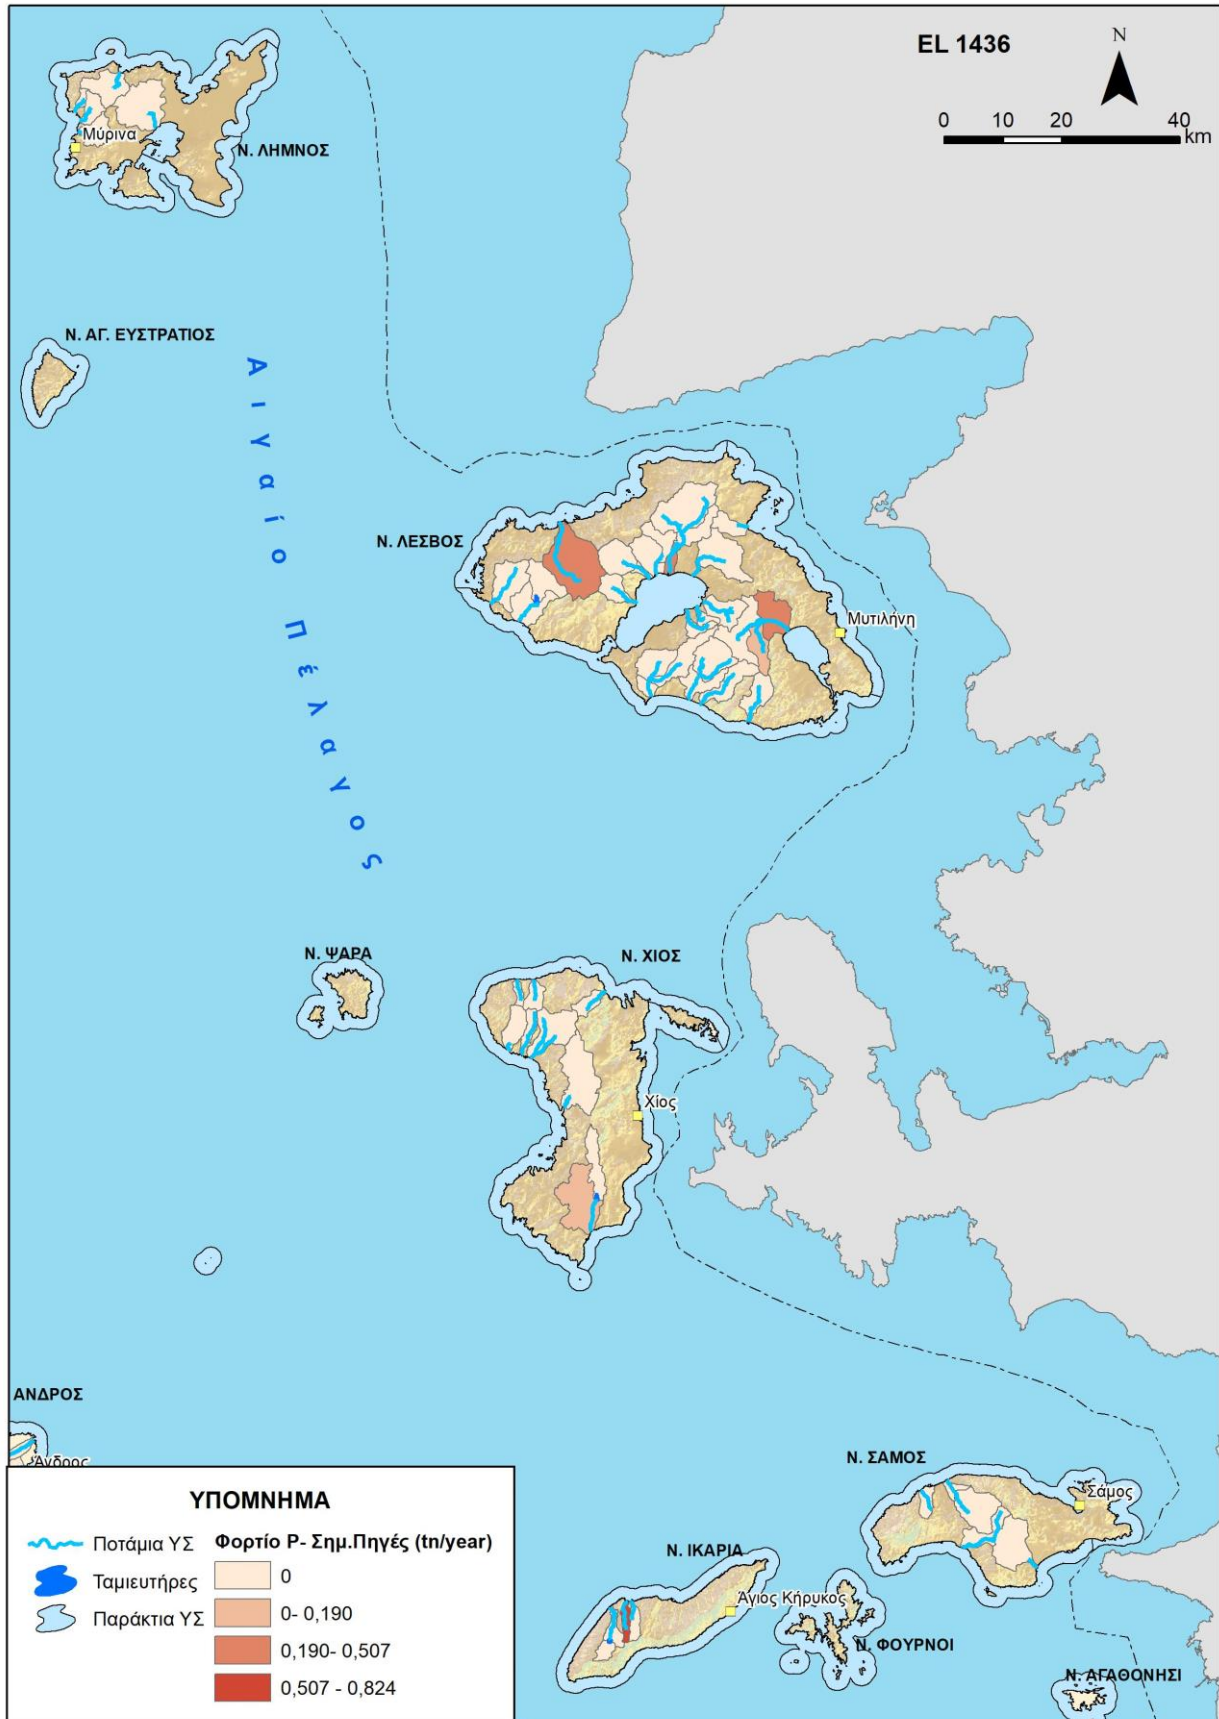 EL 1436
N
0 10 20 40
km
Μύρινα
Ν. ΛΗΜΝΟΣ
Ν. ΑΓ. ΕΥΣΤΡΑΤΙΟΣ
Αιγαίο Πέλαγος
Ν. ΛΕΣΒΟΣ
Μυτιλήνη
Ν. ΨΑΡΑ
Ν. ΧΙΟΣ
Χίος
ΑΝΔΡΟΣ
Άνδρος
Ν. ΣΑΜΟΣ
Σάμος
Ν. ΙΚΑΡΙΑ
Άγιος Κήρυκος
Ν. ΦΟΥΡΝΟΙ
Ν. ΑΓΑΘΟΝΗΣΙ
ΥΠΟΜΝΗΜΑ
Ποτάμια ΥΣ
Ταμιευτήρες
Παράκτια ΥΣ
Φορτίο P- Σημ.Πηγές (tn/year)
0
0- 0,190
0,190- 0,507
0,507 - 0,824